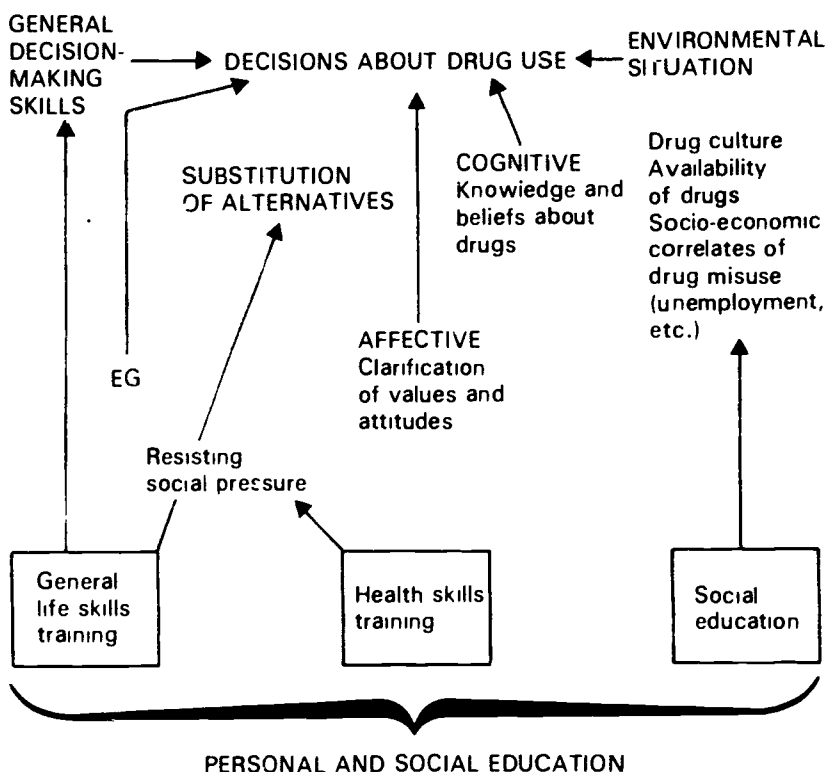 GENERAL
DECISION-
MAKING
SKILLS
DECISIONS ABOUT DRUG USE
ENVIRONMENTAL
SITUATION
SUBSTITUTION
OF ALTERNATIVES
COGNITIVE
Knowledge and
beliefs about
drugs
Drug culture
Availability
of drugs
Socio-economic
correlates of
drug misuse
(unemployment,
etc.)
EG
AFFECTIVE
Clarification
of values and
attitudes
Resisting
social pressure
General
life skills
training
Health skills
training
Social
education
PERSONAL AND SOCIAL EDUCATION